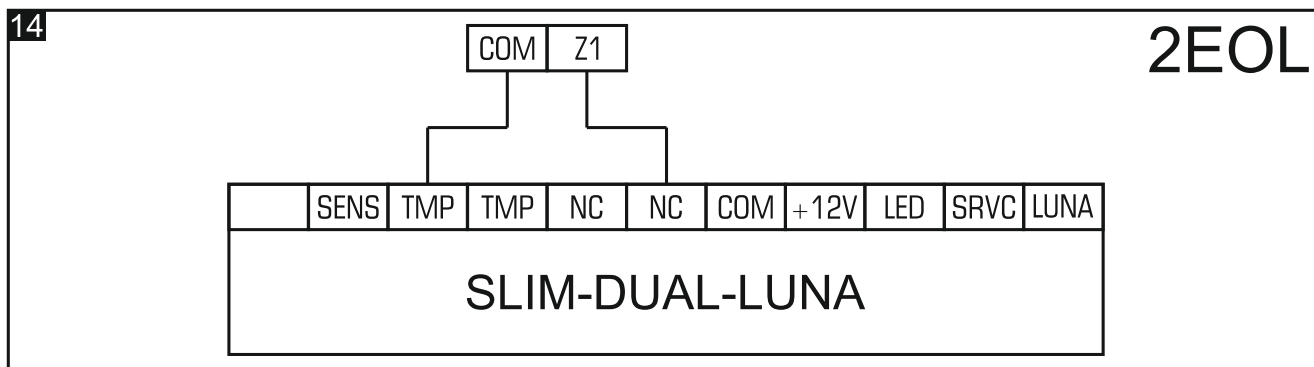 14
2EOL
COM Z1
SENS TMP TMP NC NC COM +12V LED SRVC LUNA
SLIM-DUAL-LUNA